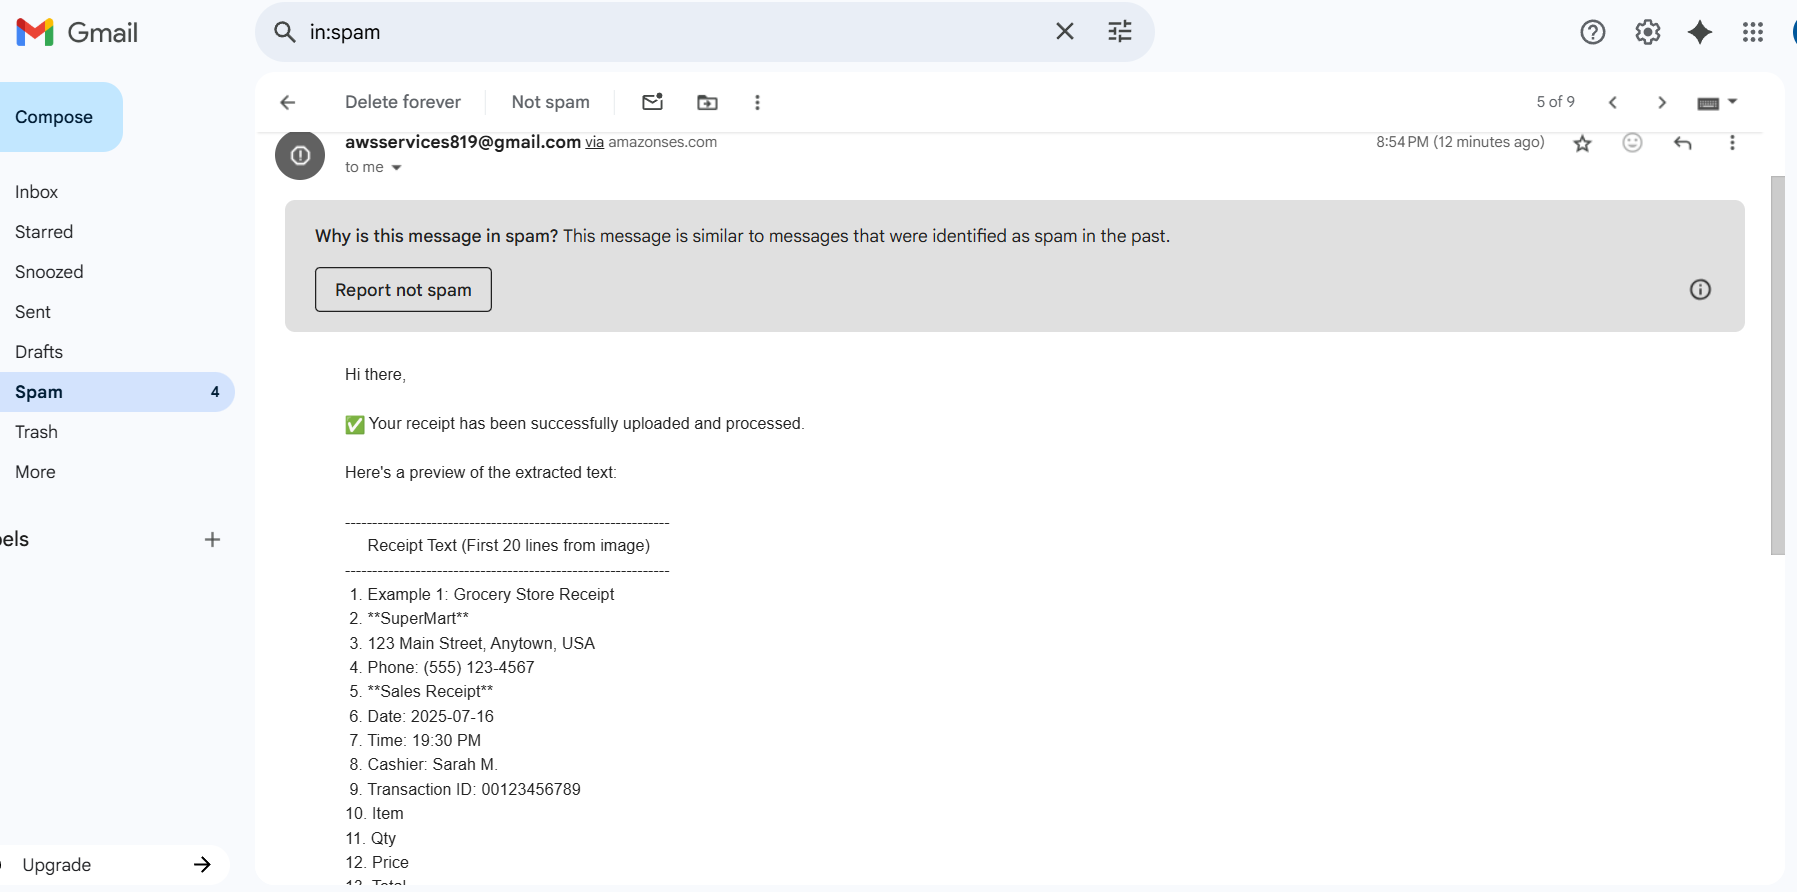 Gmail
in:spam
Compose
Delete forever
Not spam
5 of 9
awsservices819@gmail.com via amazonses.com
8:54 PM (12 minutes ago)
to me
Inbox
Starred
Snoozed
Sent
Drafts
Spam 4
Trash
More
els
Upgrade
Why is this message in spam? This message is similar to messages that were identified as spam in the past.
Report not spam
Hi there,
✅ Your receipt has been successfully uploaded and processed.
Here's a preview of the extracted text:
------------------------------------------------------------
Receipt Text (First 20 lines from image)
------------------------------------------------------------
1. Example 1: Grocery Store Receipt
2. **SuperMart**
3. 123 Main Street, Anytown, USA
4. Phone: (555) 123-4567
5. **Sales Receipt**
6. Date: 2025-07-16
7. Time: 19:30 PM
8. Cashier: Sarah M.
9. Transaction ID: 00123456789
10. Item
11. Qty
12. Price
13. Total